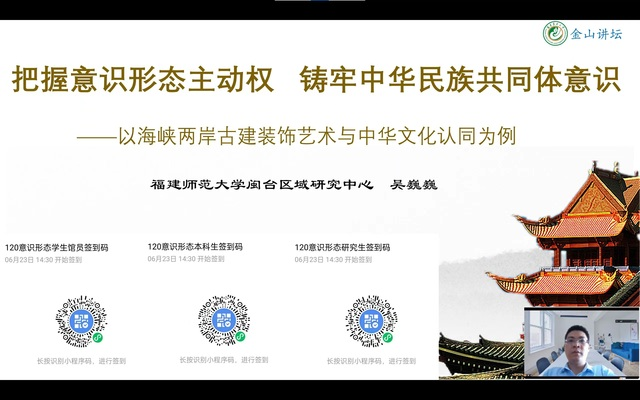 金山讲坛
把握意识形态主动权 铸牢中华民族共同体意识
——以海峡两岸古建装饰艺术与中华文化认同为例
福建师范大学闽台区域研究中心 吴巍巍
120意识形态学生馆员签到码
06月23日 14:30 开始签到
长按识别小程序码，进行签到
120意识形态本科生签到码
06月23日 14:30 开始签到
长按识别小程序码，进行签到
120意识形态研究生签到码
06月23日 14:30 开始签到
长按识别小程序码，进行签到